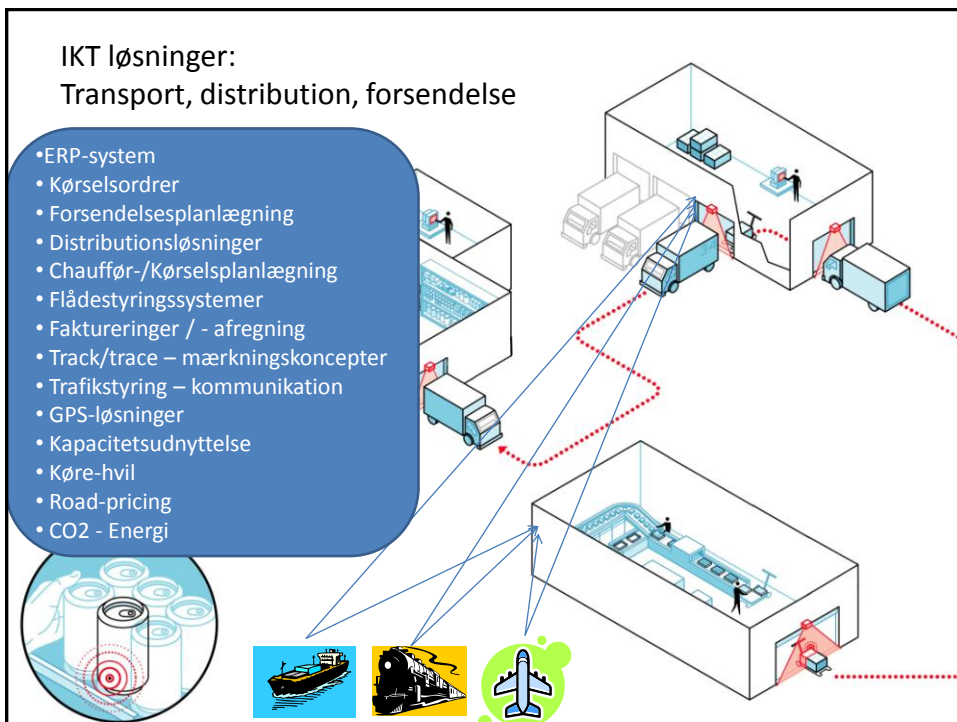 IKT løsninger:
Transport, distribution, forsendelse
•ERP-system
• Kørselsordrer
• Forsendelsesplanlægning
• Distributionsløsninger
• Chauffør-/Kørselsplanlægning
• Flådestyringssystemer
• Faktureringer / - afregning
• Track/trace – mærkningskoncepter
• Trafikstyring – kommunikation
• GPS-løsninger
• Kapacitetsudnyttelse
• Køre-hvil
• Road-pricing
• CO2 - Energi